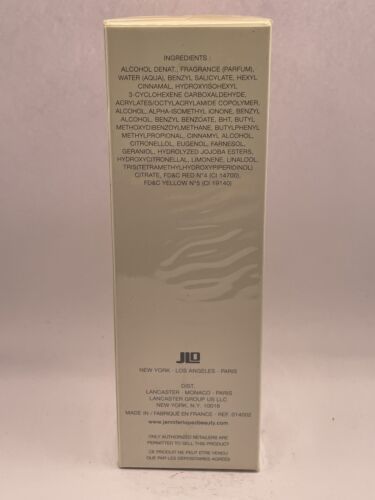 INGREDIENTS :
ALCOHOL DENAT., FRAGRANCE (PARFUM),
WATER (AQUA), BENZYL SALICYLATE, HEXYL
CINNAMAL, HYDROXYISOHEXYL
3-CYCLOHEXENE CARBOXALDEHYDE,
ACRYLATES/OCTYLACRYLAMIDE COPOLYMER,
ALCOHOL, ALPHA-ISOMETHYL IONONE, BENZYL
ALCOHOL, BENZYL BENZOATE, BHT, BUTYL
METHOXYDIBENZOYLMETHANE, BUTYLPHENYL
METHYLPROPIONAL, CINNAMYL ALCOHOL,
CITRONELLOL, EUGENOL, FARNESOL,
GERANIOL, HYDROLYZED JOJOBA ESTERS,
HYDROXYCITRONELLAL, LIMONENE, LINALOOL,
TRIS(TETRAMETHYLHYDROXYPIPERIDINOL)
CITRATE, FD&C RED N°4 (CI 14700),
FD&C YELLOW N°5 (CI 19140)
JLO
NEW YORK - LOS ANGELES - PARIS
DIST.
LANCASTER - MONACO - PARIS
LANCASTER GROUP US LLC
NEW YORK, N.Y. 10016
MADE IN / FABRIQUÉ EN FRANCE - REF. 014002
www.jenniferlopezbeauty.com
ONLY AUTHORIZED RETAILERS ARE
PERMITTED TO SELL THIS PRODUCT
CE PRODUIT NE PEUT ÊTRE VENDU
QUE PAR LES DÉPOSITAIRES AGRÉÉS